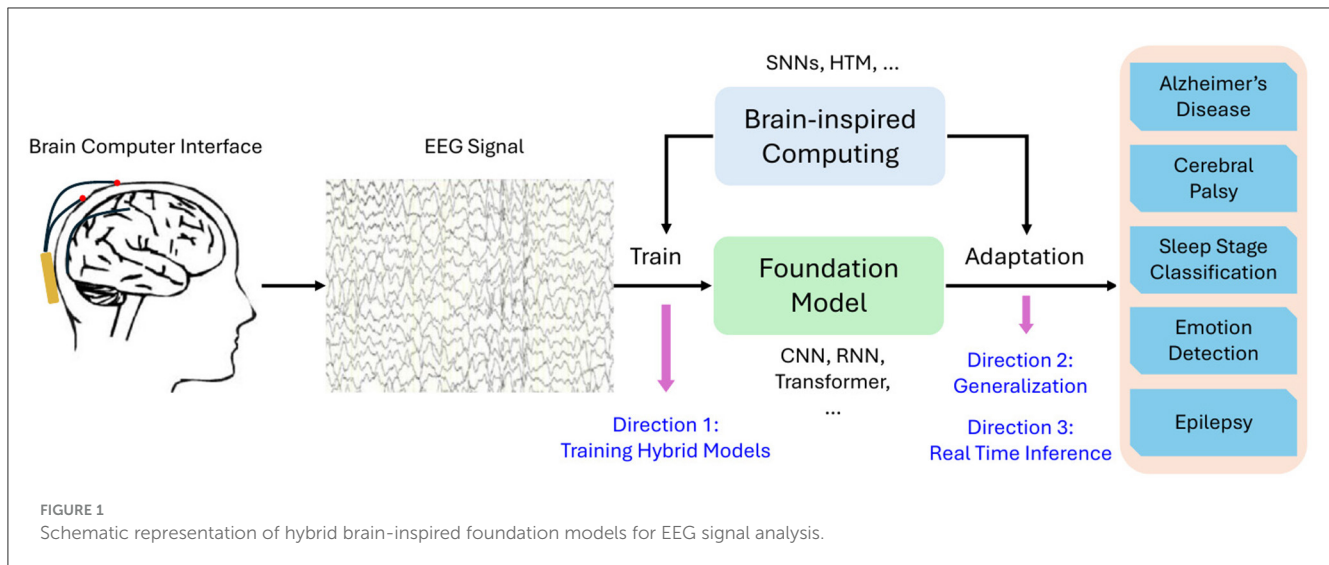 Brain Computer Interface
EEG Signal
SNNs, HTM, ...
Brain-inspired
Computing
Train
Foundation
Model
CNN, RNN,
Transformer,
...
Adaptation
Direction 1:
Training Hybrid Models
Direction 2:
Generalization
Direction 3:
Real Time Inference
Alzheimer's
Disease
Cerebral
Palsy
Sleep Stage
Classification
Emotion
Detection
Epilepsy
FIGURE 1
Schematic representation of hybrid brain-inspired foundation models for EEG signal analysis.